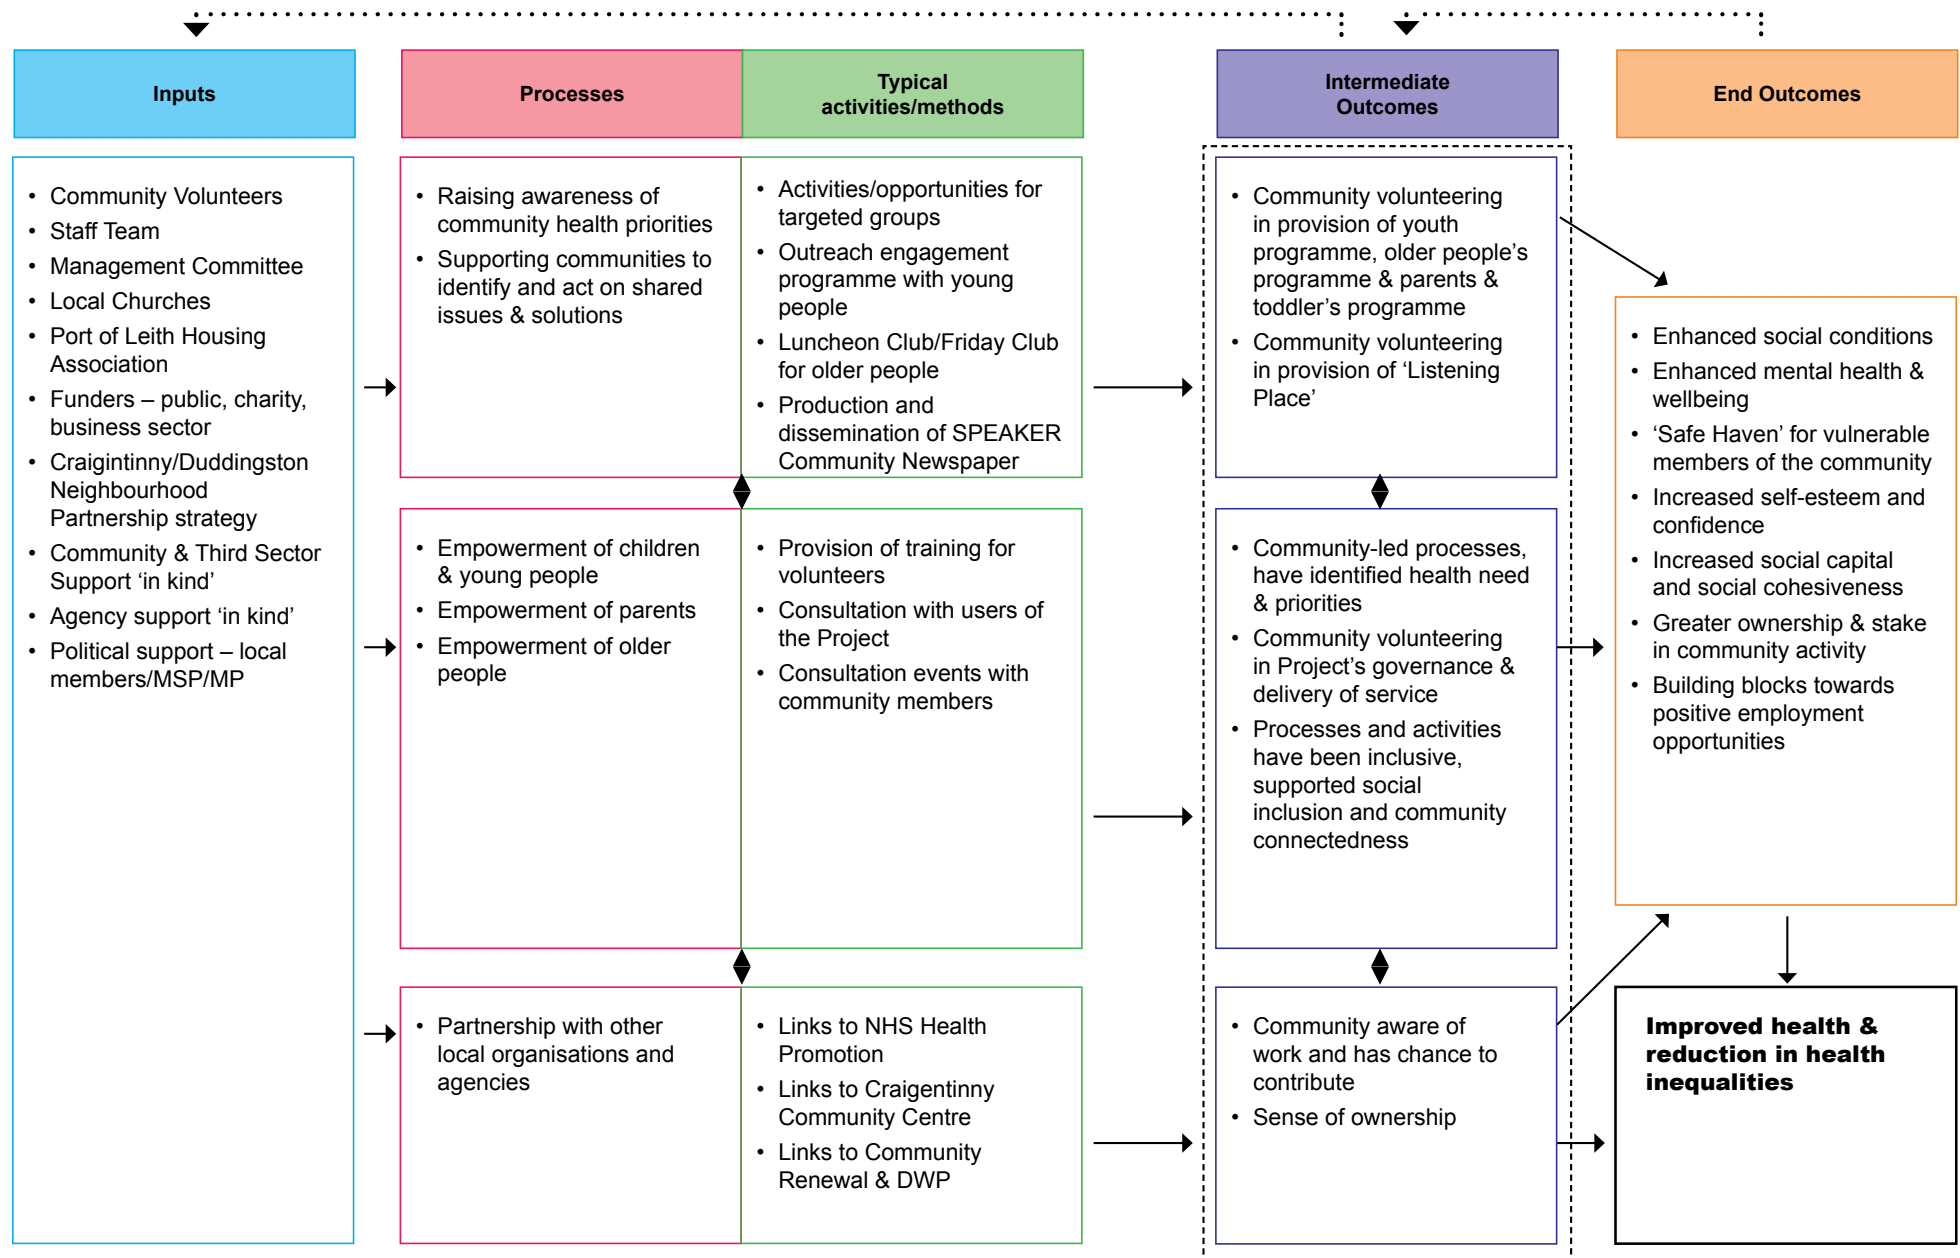 Inputs
Processes
Typical
activities/methods
Intermediate
Outcomes
End Outcomes
• Community Volunteers
• Staff Team
• Management Committee
• Local Churches
• Port of Leith Housing
Association
• Funders – public, charity,
business sector
• Craigintinny/Duddingston
Neighbourhood
Partnership strategy
• Community & Third Sector
Support ‘in kind’
• Agency support ‘in kind’
• Political support – local
members/MSP/MP
• Raising awareness of
community health priorities
• Supporting communities to
identify and act on shared
issues & solutions
• Activities/opportunities for
targeted groups
• Outreach engagement
programme with young
people
• Luncheon Club/Friday Club
for older people
• Production and
dissemination of SPEAKER
Community Newspaper
• Community volunteering
in provision of youth
programme, older people’s
programme & parents &
toddler’s programme
• Community volunteering
in provision of ‘Listening
Place’
• Empowerment of children
& young people
• Empowerment of parents
• Empowerment of older
people
• Provision of training for
volunteers
• Consultation with users of
the Project
• Consultation events with
community members
• Community-led processes,
have identified health need
& priorities
• Community volunteering
in Project’s governance &
delivery of service
• Processes and activities
have been inclusive,
supported social
inclusion and community
connectedness
• Partnership with other
local organisations and
agencies
• Links to NHS Health
Promotion
• Links to Craigentinny
Community Centre
• Links to Community
Renewal & DWP
• Community aware of
work and has chance to
contribute
• Sense of ownership
• Enhanced social conditions
• Enhanced mental health &
wellbeing
• ‘Safe Haven’ for vulnerable
members of the community
• Increased self-esteem and
confidence
• Increased social capital
and social cohesiveness
• Greater ownership & stake
in community activity
• Building blocks towards
positive employment
opportunities
Improved health &
reduction in health
inequalities